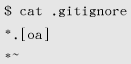 $ cat .gitignore
*.[oa]
*~